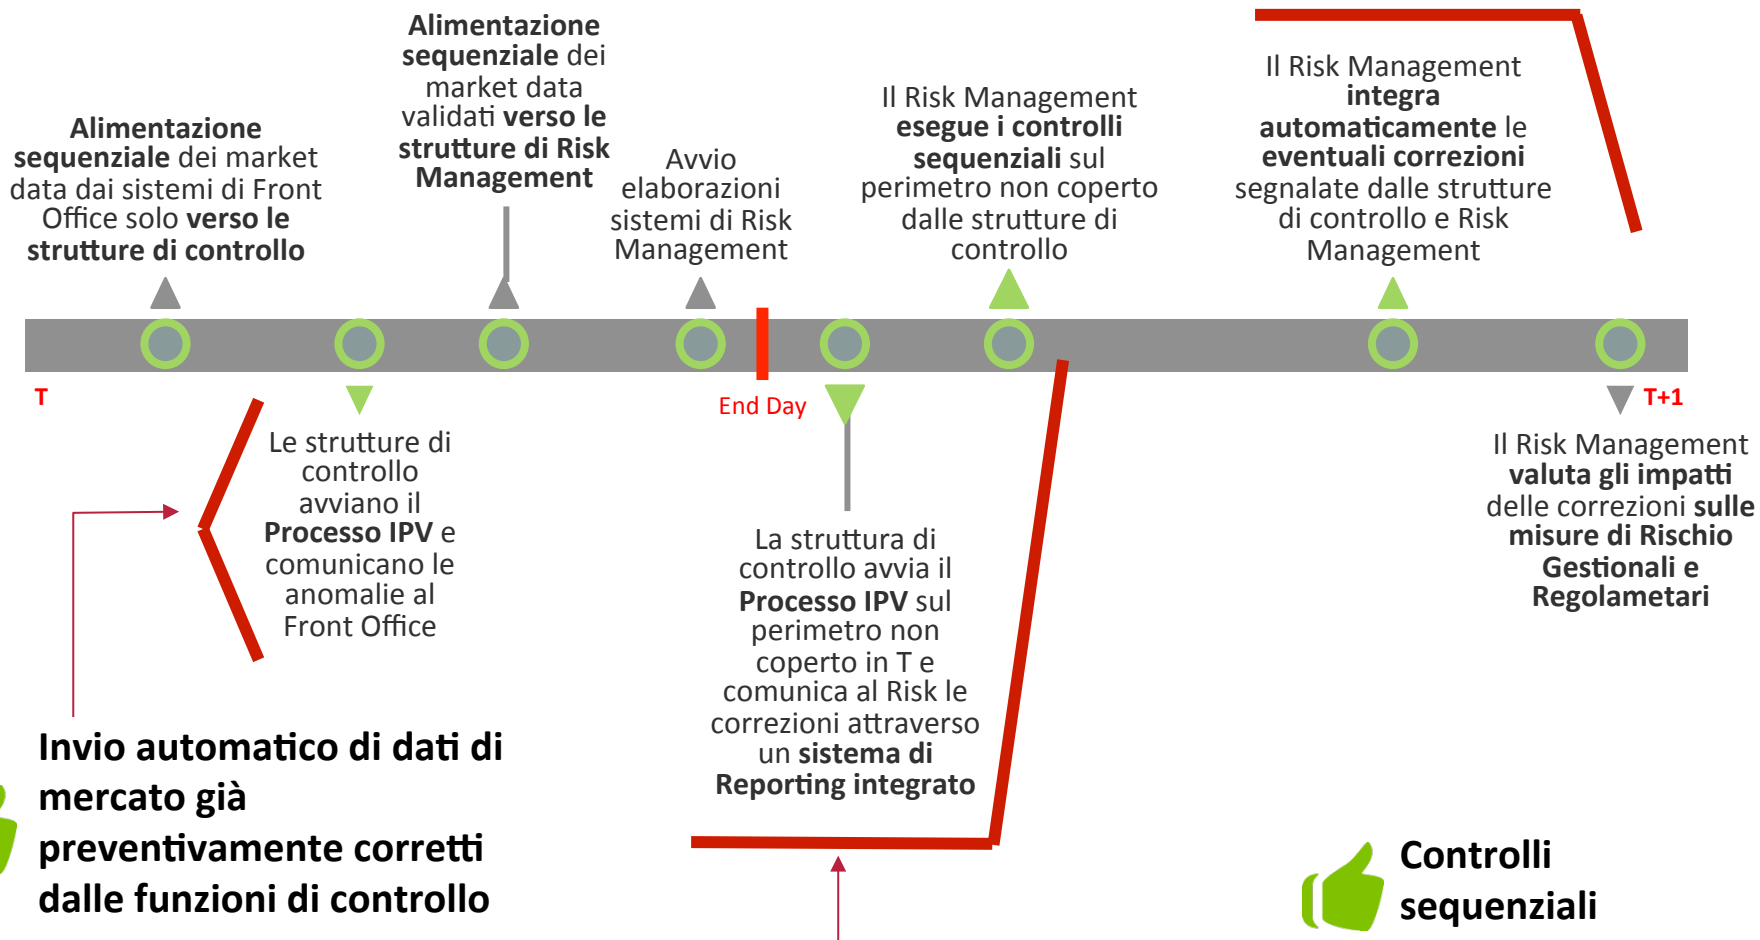 Alimentazione
sequenziale dei market
data dai sistemi di Front
Office solo verso le
strutture di controllo
Alimentazione
sequenziale dei
market data
validati verso le
strutture di Risk
Management
Avvio
elaborazioni
sistemi di Risk
Management
Il Risk Management
esegue i controlli
sequenziali sul
perimetro non coperto
dalle strutture di
controllo
Il Risk Management
integra
automaticamente le
eventuali correzioni
segnalate dalle strutture
di controllo e Risk
Management
T
End Day
T+1
Le strutture di
controllo
avviano il
Processo IPV e
comunicano le
anomalie al
Front Office
La struttura di
controllo avvia il
Processo IPV sul
perimetro non
coperto in T e
comunica al Risk le
correzioni attraverso
un sistema di
Reporting integrato
Il Risk Management
valuta gli impatti
delle correzioni sulle
misure di Rischio
Gestionali e
Regolametari
Invio automatico di dati di
mercato già
preventivamente corretti
dalle funzioni di controllo
Controlli
sequenziali